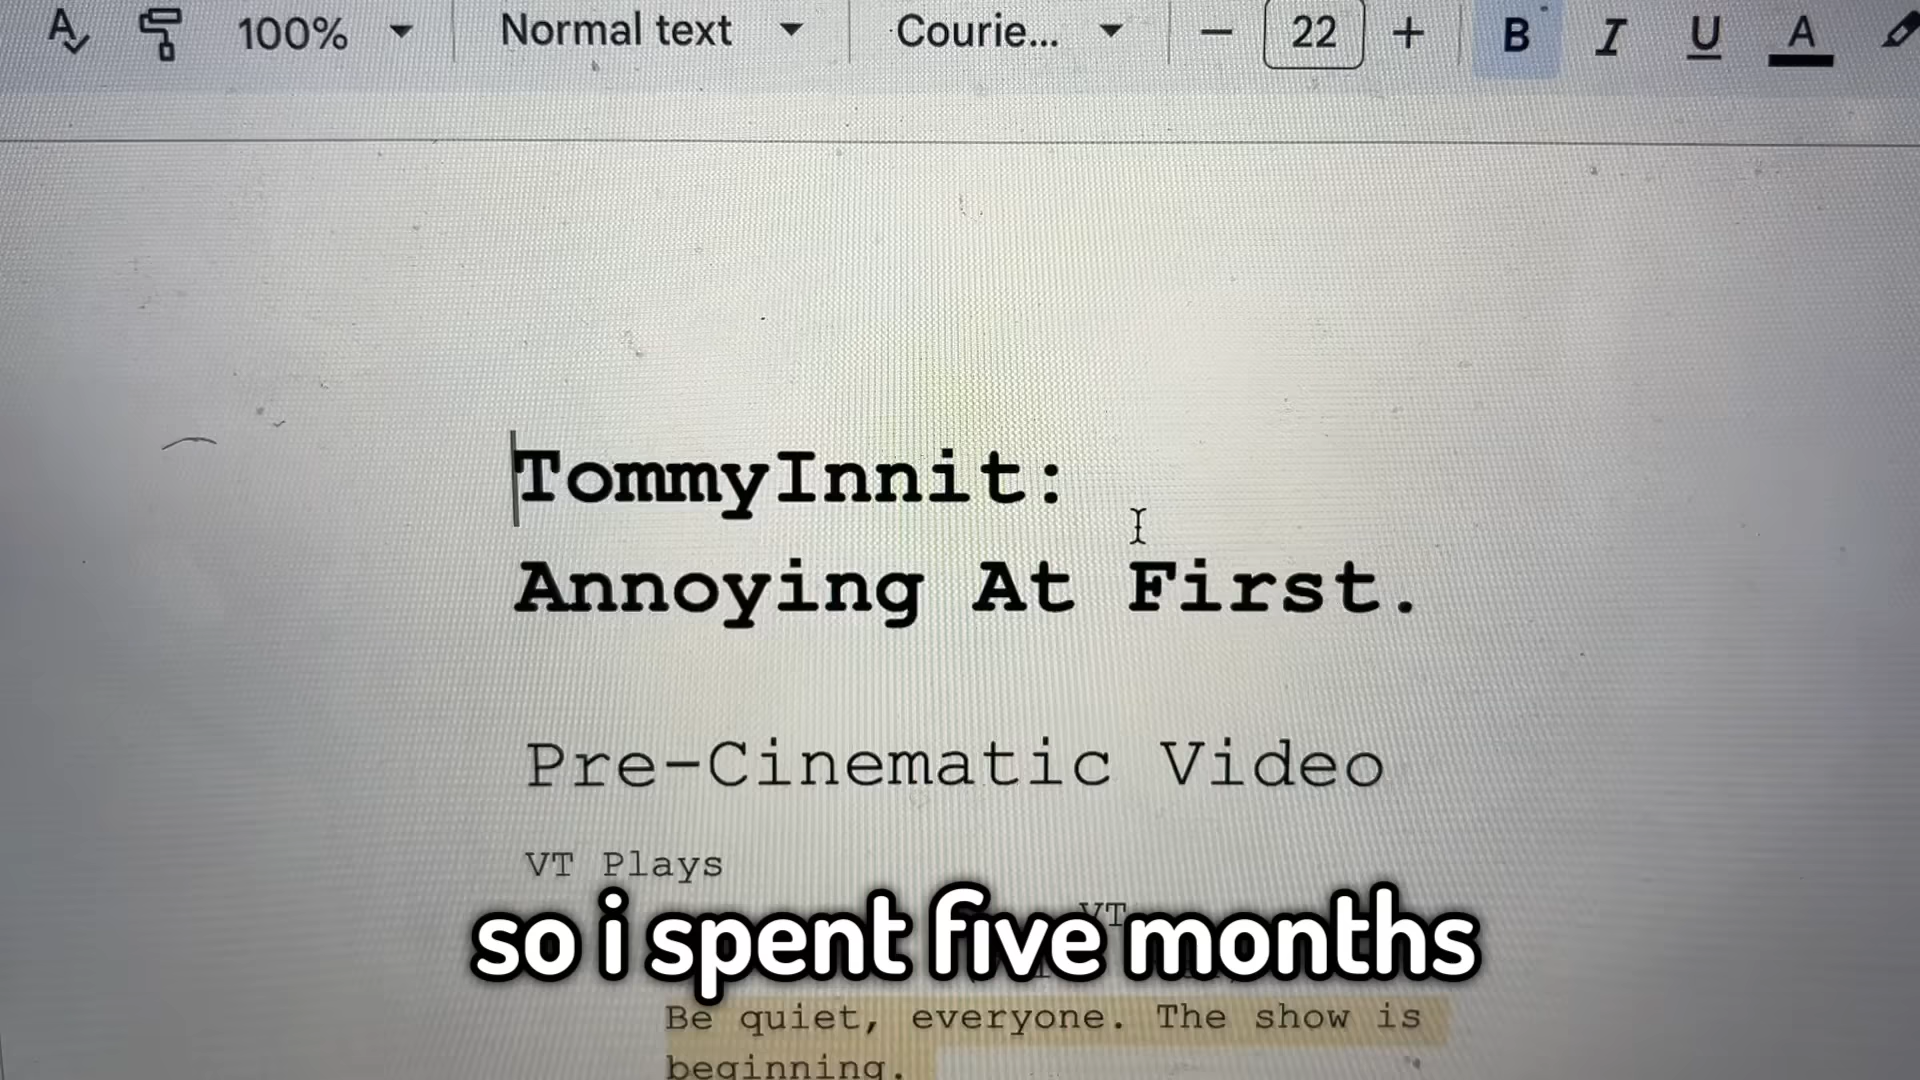 100% Normal text Courie... 22 B I U A
TommyInnit:
Annoying At First.
Pre-Cinematic Video
VT Plays
VT
so i spent five months
Be quiet, everyone. The show is
beginning.